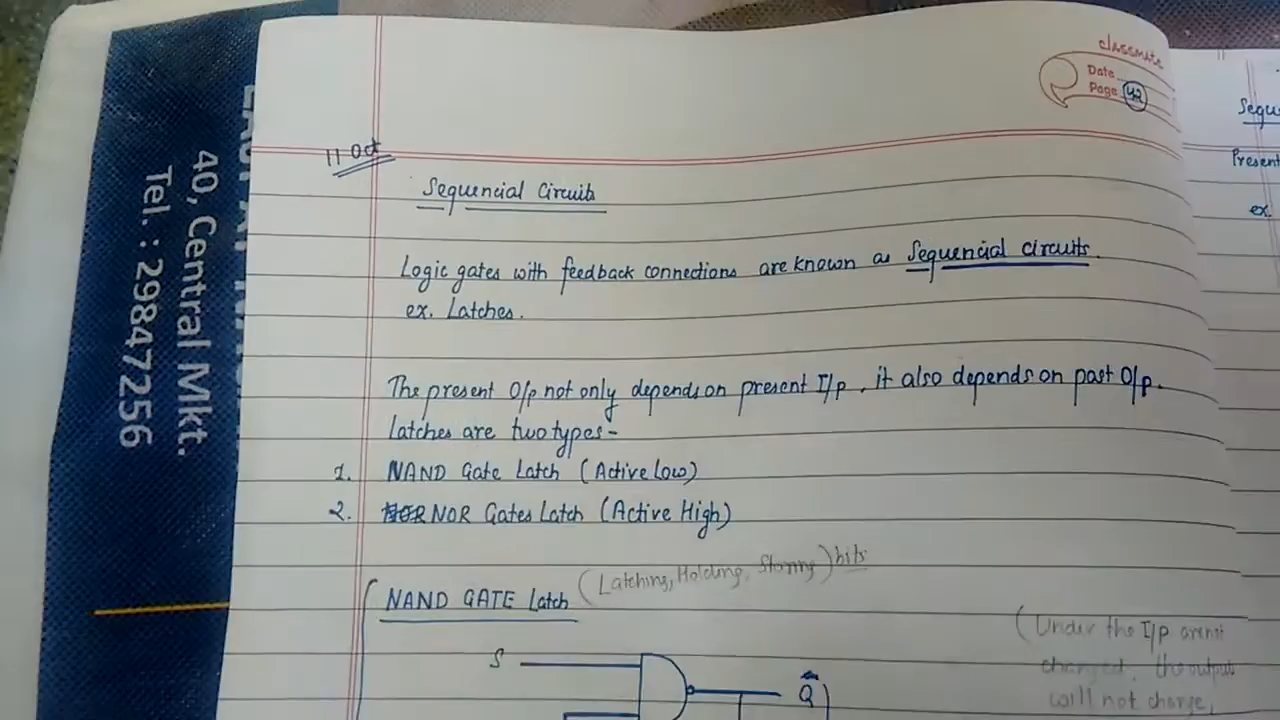 classmate
Date
Page 42
11 Oct
Sequencial Circuits
Logic gates with feedback connections are known as Sequencial circuits.
ex. Latches.
The present O/p not only depends on present I/p, it also depends on past O/p.
Latches are two types-
1. NAND Gate Latch (Active Low)
2. NOR Gates Latch (Active High)
NAND GATE Latch (Latching, Holding, Storing) bits
S
Q
(Under the I/P
changed, the output
will not change,
40, Central Mkt.
Tel. : 29847256
Sequ
Present
ex.